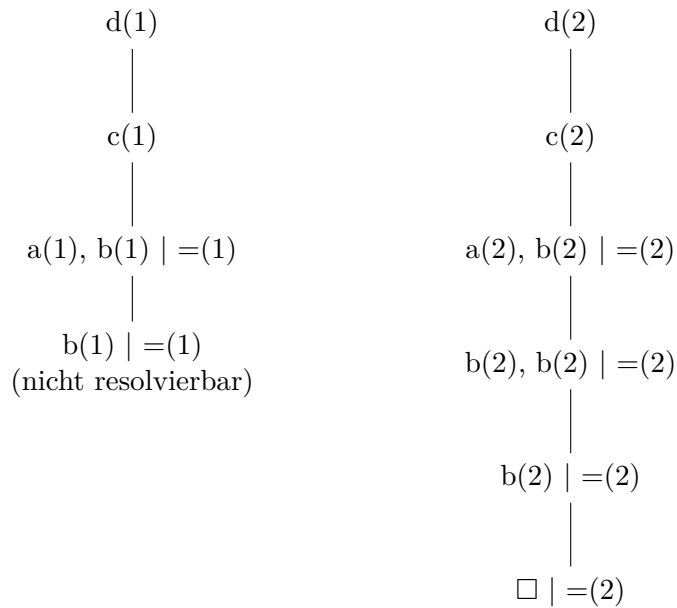 d(1)
c(1)
a(1), b(1) | =(1)
b(1) | =(1)
(nicht resolvierbar)
d(2)
c(2)
a(2), b(2) | =(2)
b(2), b(2) | =(2)
b(2) | =(2)
□ | =(2)